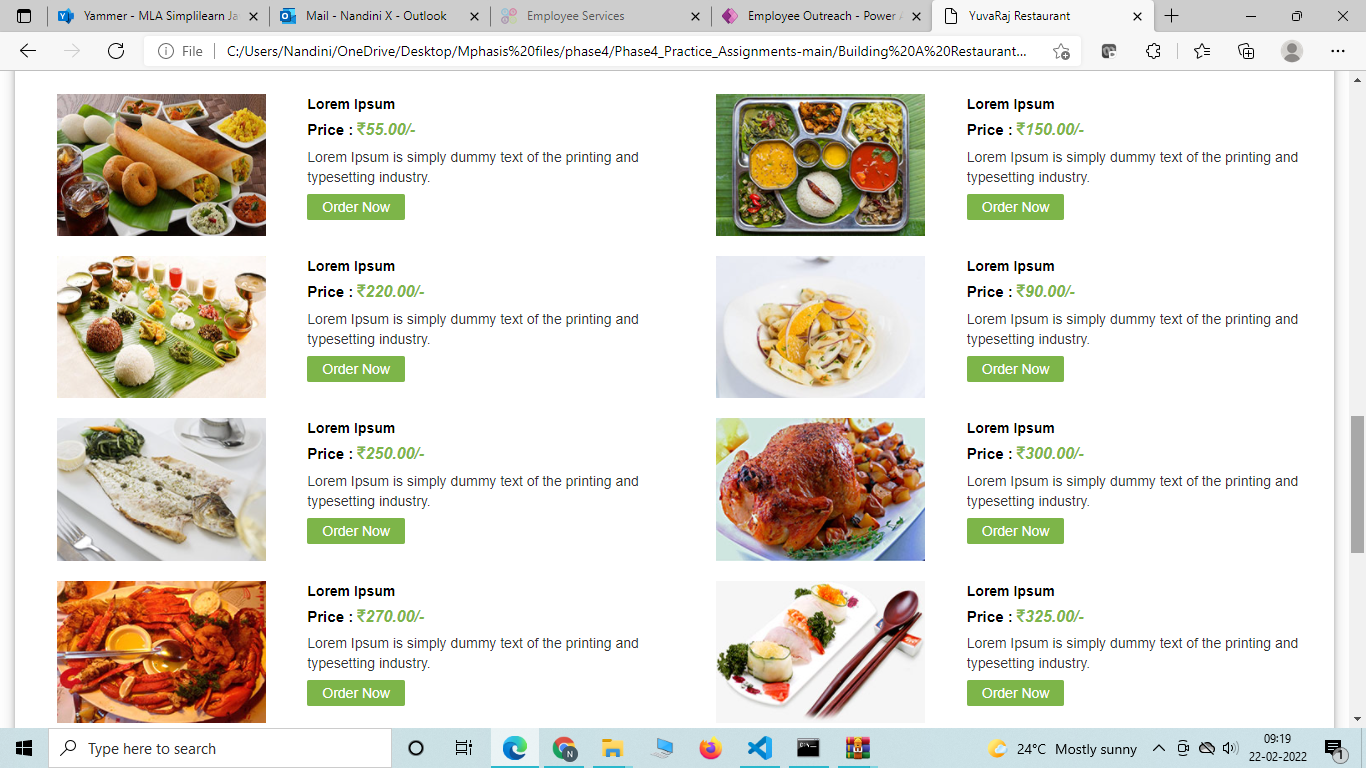 Yammer - MLA Simplilearn Ja
Mail - Nandini X - Outlook
Employee Services
Employee Outreach - Power A
YuvaRaj Restaurant
File
C:/Users/Nandini/OneDrive/Desktop/Mphasis%20files/phase4/Phase4_Practice_Assignments-main/Building%20A%20Restaurant...
Lorem Ipsum
Price : ₹55.00/-
Lorem Ipsum is simply dummy text of the printing and
typesetting industry.
Order Now
Lorem Ipsum
Price : ₹150.00/-
Lorem Ipsum is simply dummy text of the printing and
typesetting industry.
Order Now
Lorem Ipsum
Price : ₹220.00/-
Lorem Ipsum is simply dummy text of the printing and
typesetting industry.
Order Now
Lorem Ipsum
Price : ₹90.00/-
Lorem Ipsum is simply dummy text of the printing and
typesetting industry.
Order Now
Lorem Ipsum
Price : ₹250.00/-
Lorem Ipsum is simply dummy text of the printing and
typesetting industry.
Order Now
Lorem Ipsum
Price : ₹300.00/-
Lorem Ipsum is simply dummy text of the printing and
typesetting industry.
Order Now
Lorem Ipsum
Price : ₹270.00/-
Lorem Ipsum is simply dummy text of the printing and
typesetting industry.
Order Now
Lorem Ipsum
Price : ₹325.00/-
Lorem Ipsum is simply dummy text of the printing and
typesetting industry.
Order Now
Type here to search
N
24°C Mostly sunny
09:19
22-02-2022
1